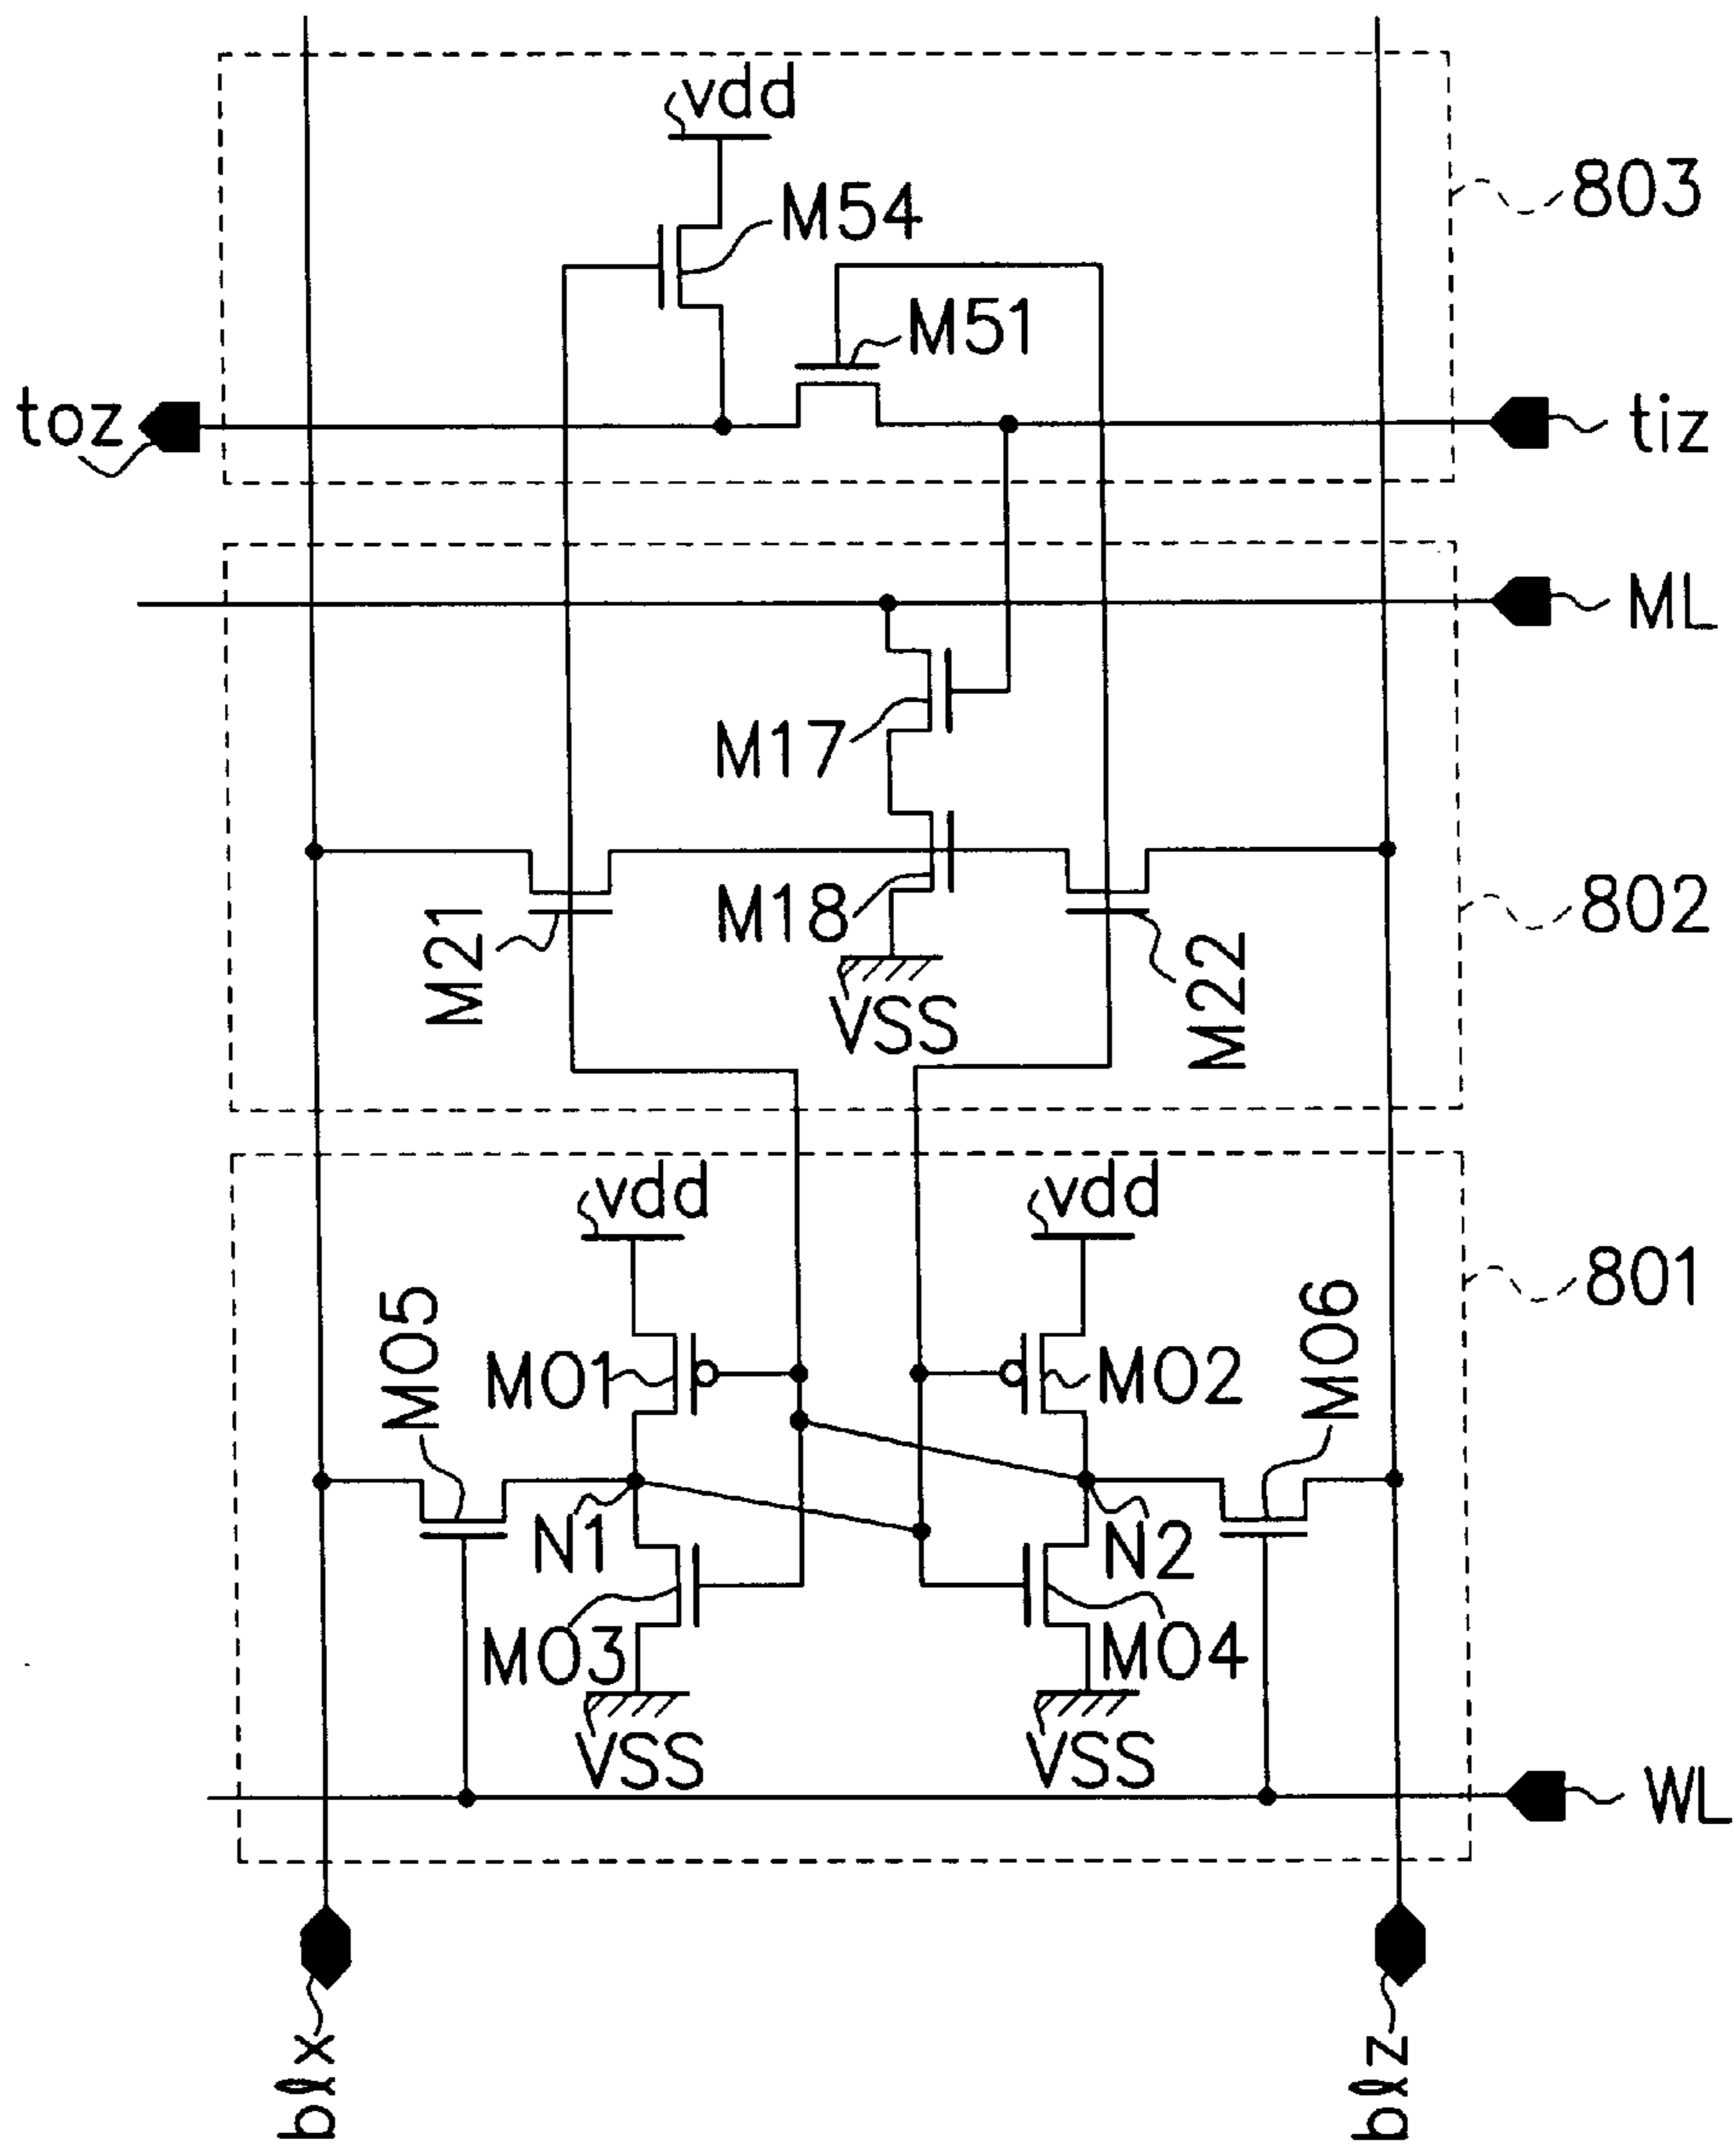 vdd
803
M54
M51
toz
tiz
ML
M17
M18
802
M21
M22
VSS
vdd
vdd
801
M05
M06
M01
M02
N1
N2
M03
M04
VSS
VSS
WL
blx
blz